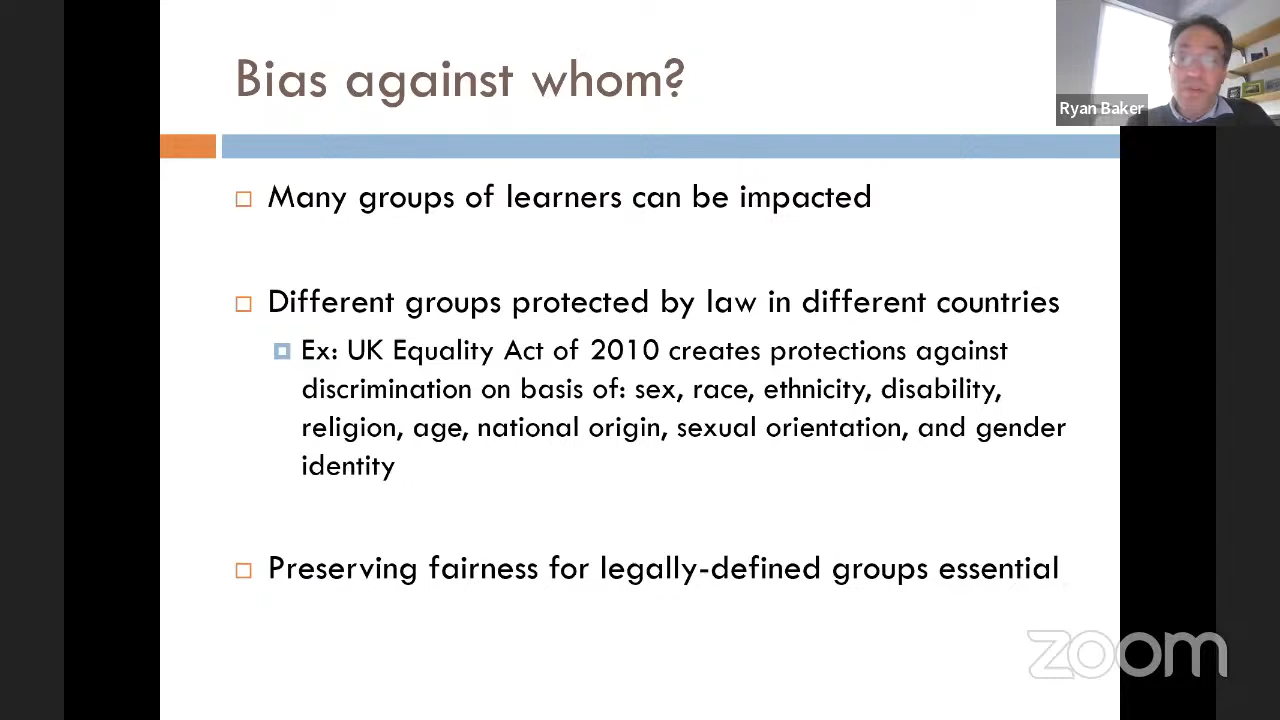 Bias against whom?
Ryan Baker
Many groups of learners can be impacted
Different groups protected by law in different countries
Ex: UK Equality Act of 2010 creates protections against
discrimination on basis of: sex, race, ethnicity, disability,
religion, age, national origin, sexual orientation, and gender
identity
Preserving fairness for legally-defined groups essential
zoom